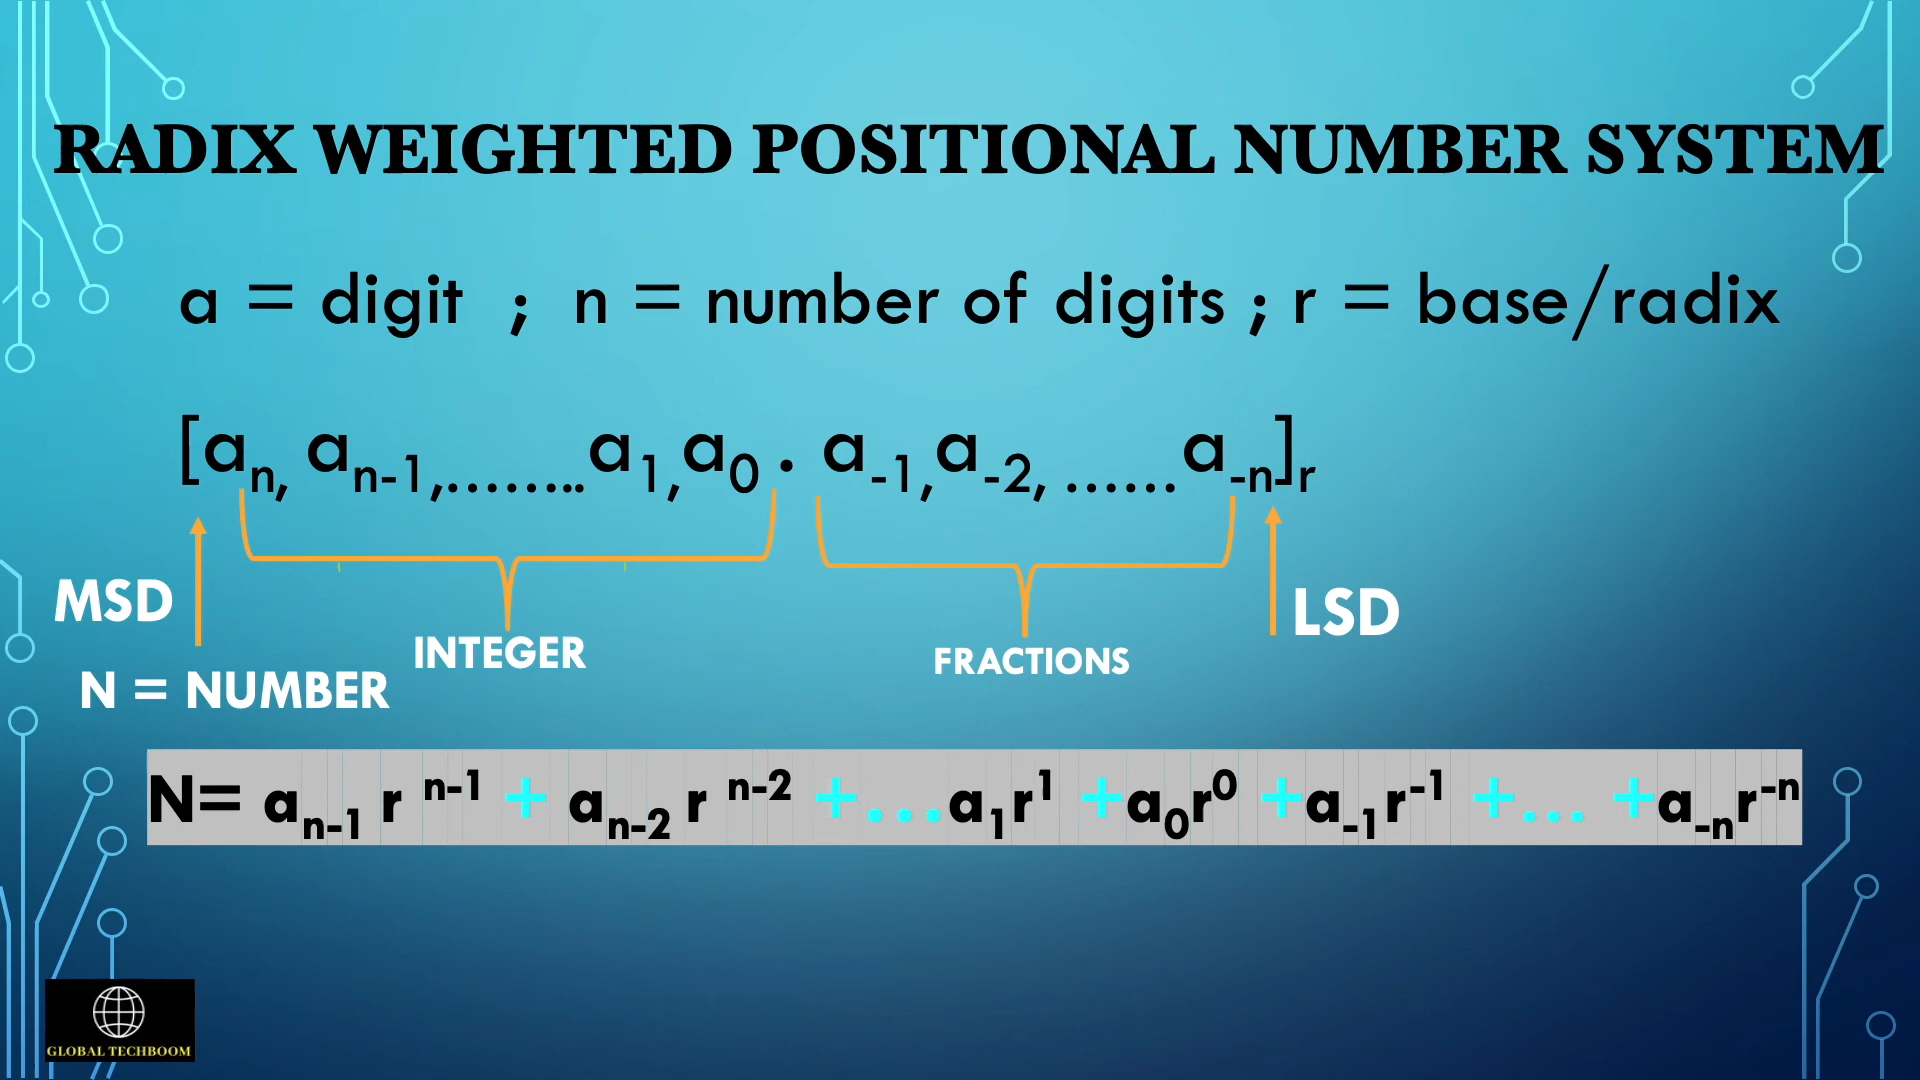 RADIX WEIGHTED POSITIONAL NUMBER SYSTEM
a = digit ; n = number of digits ; r = base/radix
[aₙ, aₙ₋₁,........a₁,a₀ . a₋₁,a₋₂, ......a₋ₙ]ᵣ
MSD
LSD
INTEGER
FRACTIONS
N = NUMBER
N= aₙ₋₁ r ⁿ⁻¹ + aₙ₋₂ r ⁿ⁻² +...a₁r¹ +a₀r⁰ +a₋₁r⁻¹ +... +a₋ₙr⁻ⁿ
GLOBAL TECHBOOM